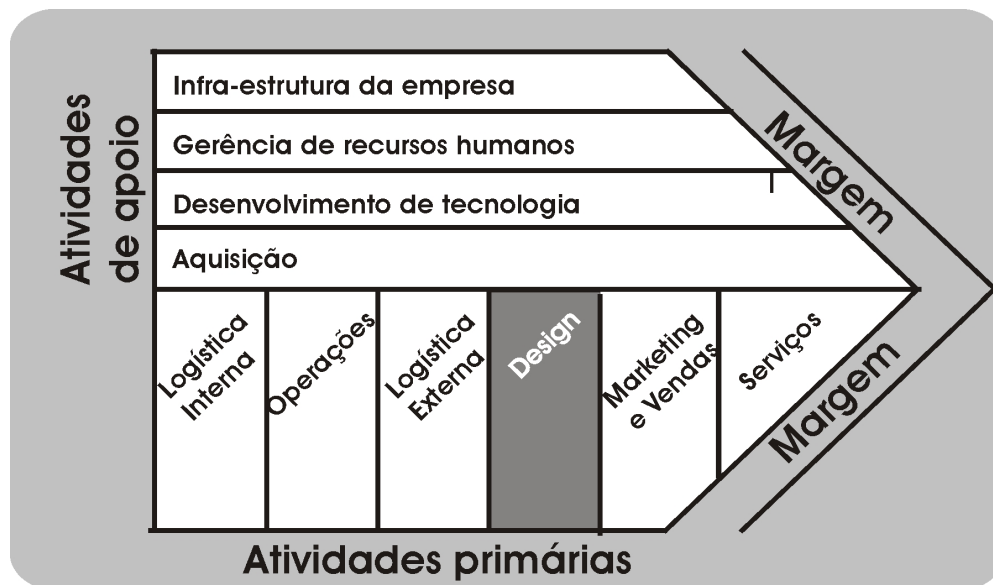 Atividades
de apoio
Infra-estrutura da empresa
Gerência de recursos humanos
Desenvolvimento de tecnologia
Aquisição
Margem
Logística
Interna
Operações
Logística
Externa
Design
Marketing
e Vendas
Serviços
Margem
Atividades primárias